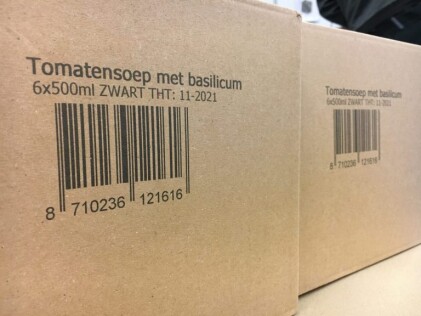 Tomatensoep met basilicum
6x500ml ZWART THT: 11-2021
8 710236 121616
Tomatensoep met basilicum
6x500ml ZWART THT: 11-2021
8 710236 121616